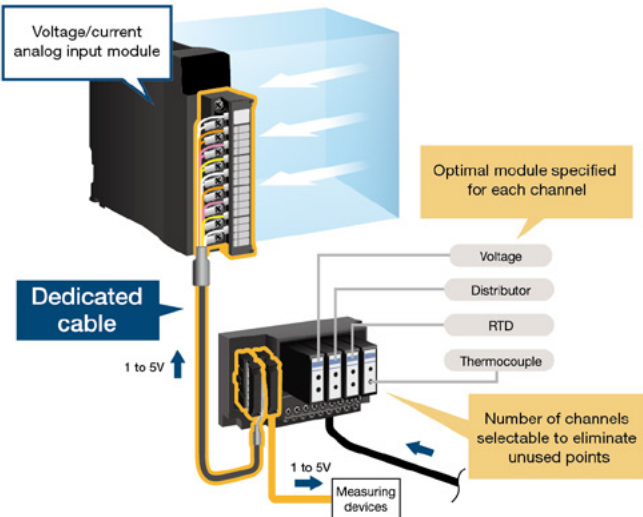 Voltage/current
analog input module
Optimal module specified
for each channel
Voltage
Distributor
RTD
Thermocouple
Dedicated
cable
1 to 5V
Number of channels
selectable to eliminate
unused points
1 to 5V
Measuring
devices